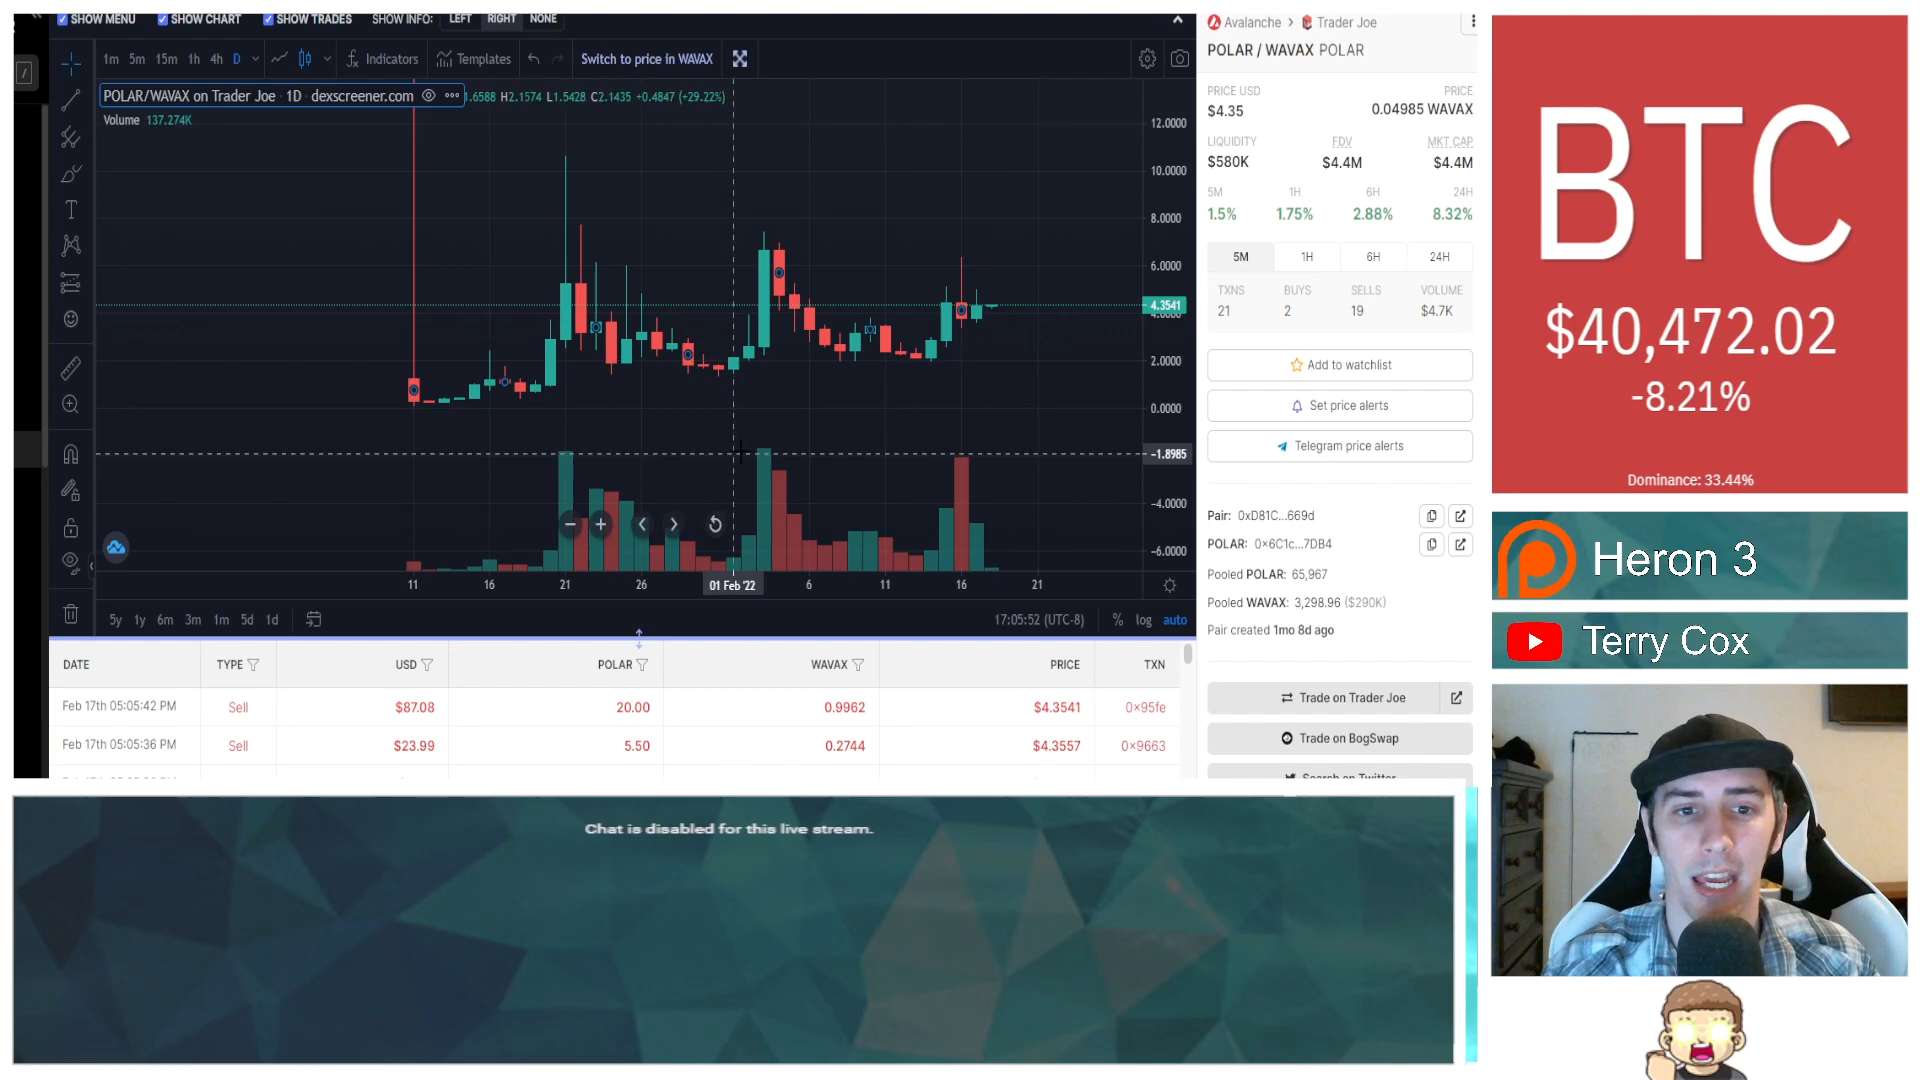 SHOW MENU SHOW CHART SHOW TRADES SHOW INFO: LEFT RIGHT NONE
1m 5m 15m 1h 4h D Indicators Templates Switch to price in WAVAX
POLAR/WAVAX on Trader Joe · 1D · dexscreener.com 1.6588 H2.1574 L1.5428 C2.1435 +0.4847 (+29.22%)
Volume 137.274K
12.0000
10.0000
8.0000
6.0000
4.3541
4.0000
2.0000
0.0000
-1.8985
-4.0000
-6.0000
11 16 21 26 01 Feb '22 6 11 16 21
5y 1y 6m 3m 1m 5d 1d 17:05:52 (UTC-8) % log auto
DATE TYPE USD POLAR WAVAX PRICE TXN
Feb 17th 05:05:42 PM Sell $87.08 20.00 0.9962 $4.3541 0×95fe
Feb 17th 05:05:36 PM Sell $23.99 5.50 0.2744 $4.3557 0×9663
Avalanche > Trader Joe
POLAR / WAVAX POLAR
PRICE USD PRICE
$4.35 0.04985 WAVAX
LIQUIDITY FDV MKT CAP
$580K $4.4M $4.4M
5M 1H 6H 24H
1.5% 1.75% 2.88% 8.32%
5M 1H 6H 24H
TXNS BUYS SELLS VOLUME
21 2 19 $4.7K
Add to watchlist
Set price alerts
Telegram price alerts
Pair: 0xD81C...669d
POLAR: 0×6C1c...7DB4
Pooled POLAR: 65,967
Pooled WAVAX: 3,298.96 ($290K)
Pair created 1mo 8d ago
Trade on Trader Joe
Trade on BogSwap
Search on Twitter
BTC
$40,472.02
-8.21%
Dominance: 33.44%
Heron 3
Terry Cox
Chat is disabled for this live stream.